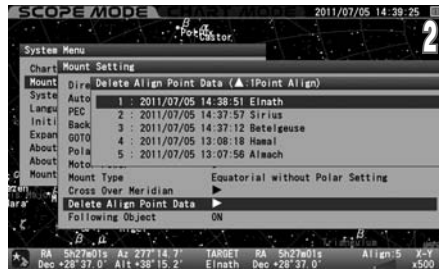 SCOPE MODE CHART MODE 2011/07/05 14:39:25
2
β α
Castor
System Menu
Chart Mount Setting
Mount Dire Delete Align Point Data (▲:1Point Align)
Syste Auto 1 : 2011/07/05 14:38:51 Elnath
Langu PEC 2 : 2011/07/05 14:37:57 Sirius
Initi Back 3 : 2011/07/05 14:37:12 Betelgeuse
Expan GOTO 4 : 2011/07/05 13:08:18 Hamal
About Pola 5 : 2011/07/05 13:07:56 Almach
About Moto
Mount Mount Type Equatorial without Polar Setting
Cross Over Meridian ▶
Delete Align Point Data ▶
Following Object ON
β α Triangulum
RA 5h27m01s Az 277°14.7' TARGET RA 5h27m01s Align:5 X-Y
Dec +28°37.0' Alt +38°15.2' Elnath Dec +28°37.0' x500